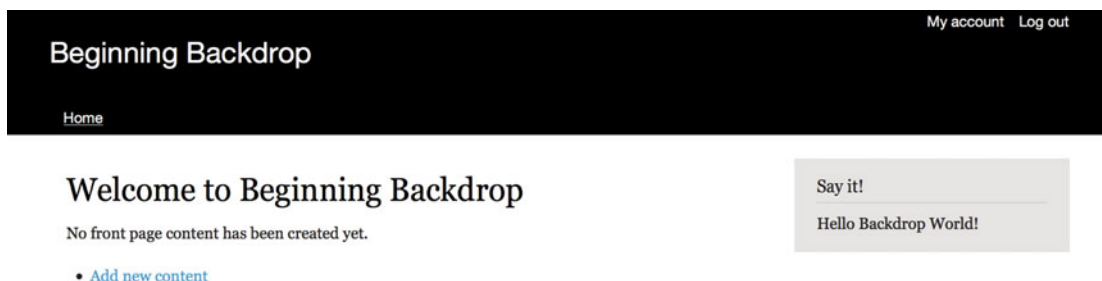 My account Log out
Beginning Backdrop
Home
Welcome to Beginning Backdrop
No front page content has been created yet.
Add new content
Say it!
Hello Backdrop World!